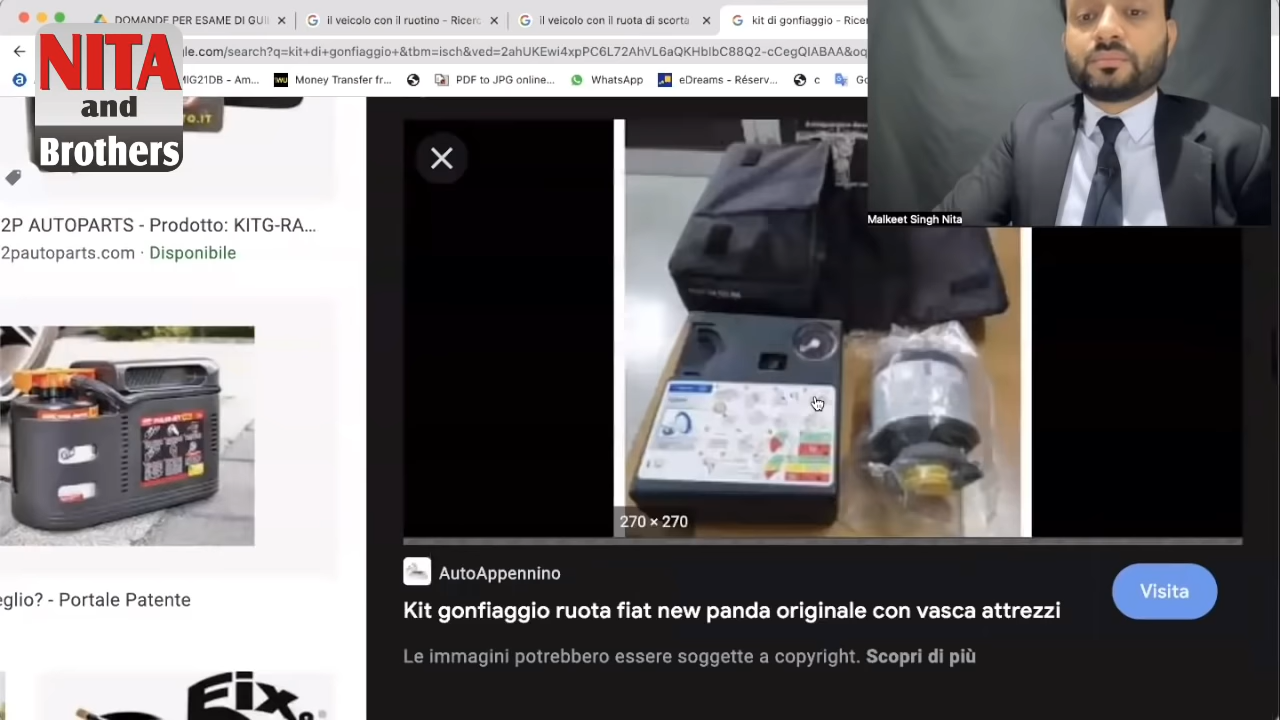 DOMANDE PER ESAME DI GUI
il veicolo con il ruotino - Ricerc
il veicolo con il ruota di scorta
kit di gonfiaggio - Ricer
le.com/search?q=kit+di+gonfiaggio+&tbm=isch&ved=2ahUKEwi4xpPC6L72AhVL6aQKHbIbC88Q2-cCegQIABAA&oq
MIG21DB - Am...
Money Transfer fr...
PDF to JPG online...
WhatsApp
eDreams - Réserv...
c
NITA
and
Brothers
Malkeet Singh Nita
2P AUTOPARTS - Prodotto: KITG-RA...
2pautoparts.com · Disponibile
270 × 270
AutoAppennino
Visita
Kit gonfiaggio ruota fiat new panda originale con vasca attrezzi
eglio? - Portale Patente
Le immagini potrebbero essere soggette a copyright. Scopri di più
Fix